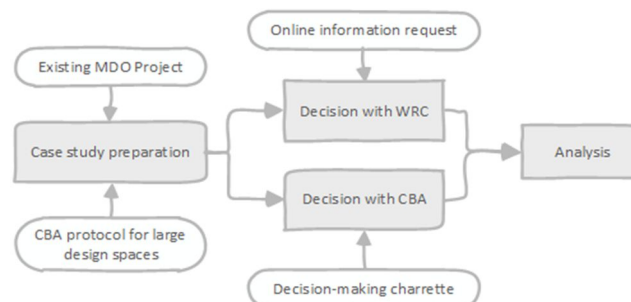 Online information request
Existing MDO Project
Decision with WRC
Case study preparation
Analysis
Decision with CBA
CBA protocol for large
design spaces
Decision-making charrette